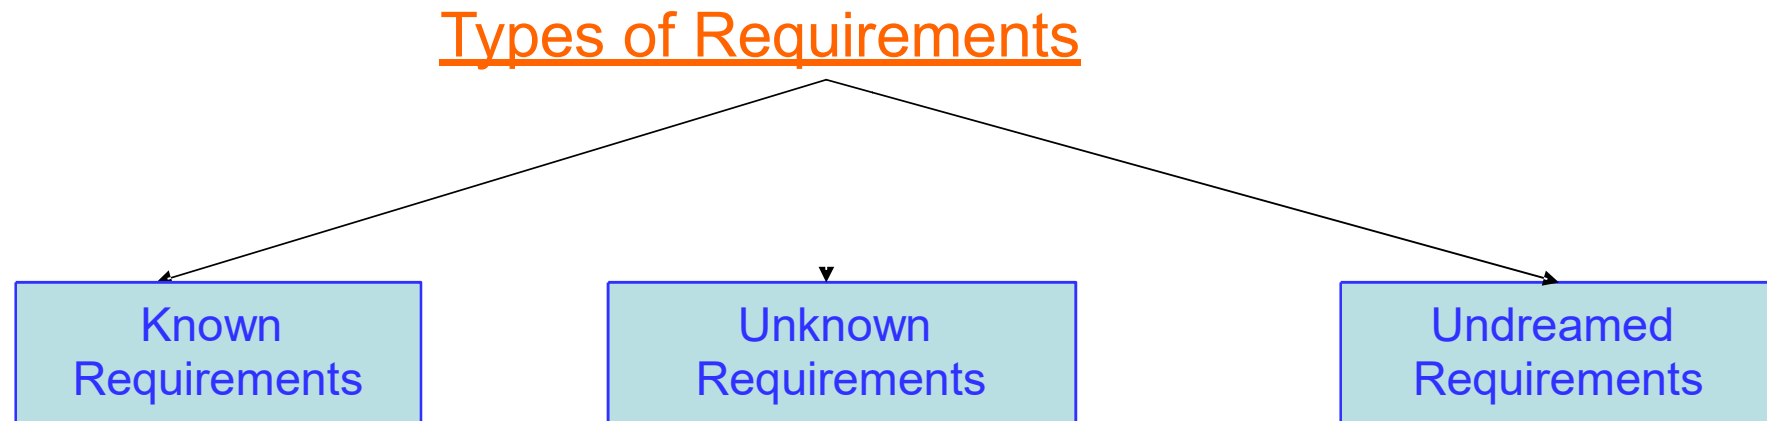 Types of Requirements
Known
Requirements
Unknown
Requirements
Undreamed
Requirements